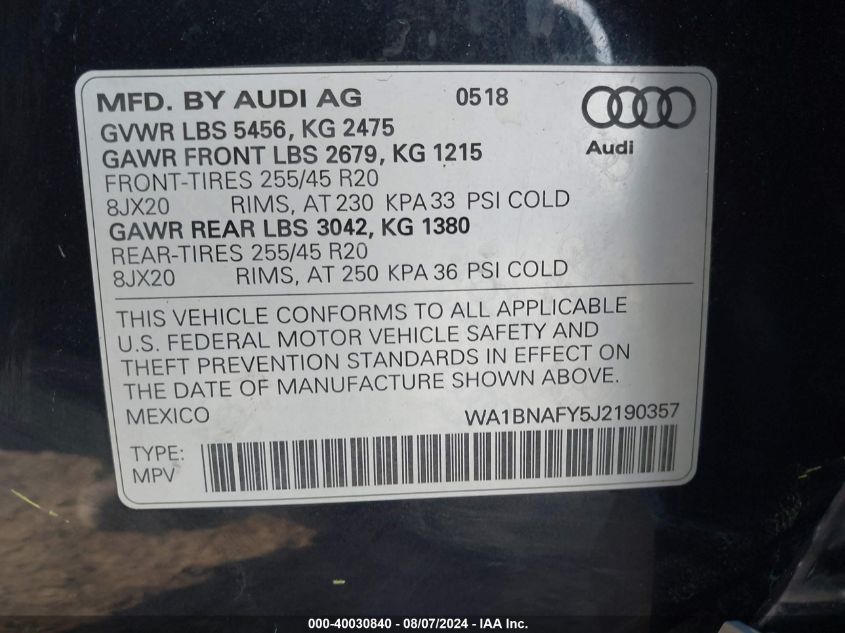 MFD. BY AUDI AG 0518
GVWR LBS 5456, KG 2475
Audi
GAWR FRONT LBS 2679, KG 1215
FRONT-TIRES 255/45 R20
8JX20 RIMS, AT 230 KPA 33 PSI COLD
GAWR REAR LBS 3042, KG 1380
REAR-TIRES 255/45 R20
8JX20 RIMS, AT 250 KPA 36 PSI COLD
THIS VEHICLE CONFORMS TO ALL APPLICABLE
U.S. FEDERAL MOTOR VEHICLE SAFETY AND
THEFT PREVENTION STANDARDS IN EFFECT ON
THE DATE OF MANUFACTURE SHOWN ABOVE.
MEXICO WA1BNAFY5J2190357
TYPE:
MPV
000-40030840 - 08/07/2024 - IAA Inc.